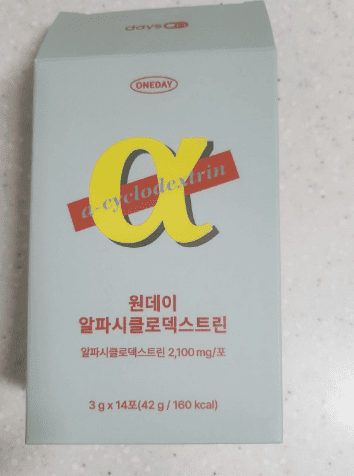 days
ONEDAY
α
α-cyclodextrin
원데이
알파시클로덱스트린
알파시클로덱스트린 2,100 mg/포
3 g x 14포(42 g / 160 kcal)